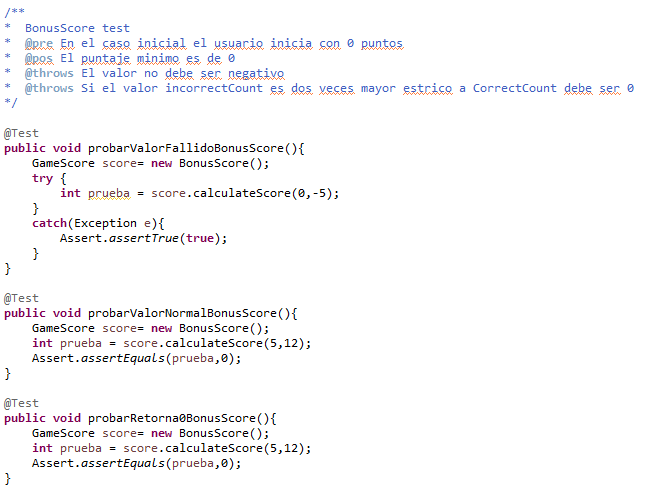 /**
*  BonusScore test
*  @pre En el caso inicial el usuario inicia con 0 puntos
*  @pos El puntaje minimo es de 0
*  @throws El valor no debe ser negativo
*  @throws Si el valor incorrectCount es dos veces mayor estrico a CorrectCount debe ser 0
*/

@Test
public void probarValorFallidoBonusScore(){
    GameScore score= new BonusScore();
    try {
        int prueba = score.calculateScore(0,-5);
    }
    catch(Exception e){
        Assert.assertTrue(true);
    }
}

@Test
public void probarValorNormalBonusScore(){
    GameScore score= new BonusScore();
    int prueba = score.calculateScore(5,12);
    Assert.assertEquals(prueba,0);
}

@Test
public void probarRetorna0BonusScore(){
    GameScore score= new BonusScore();
    int prueba = score.calculateScore(5,12);
    Assert.assertEquals(prueba,0);
}